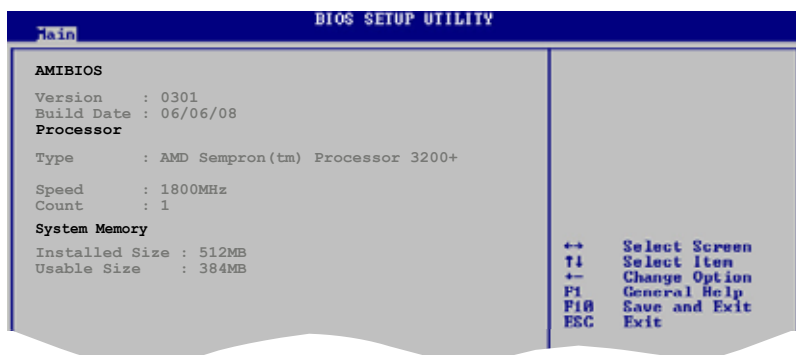 BIOS SETUP UTILITY
Main
AMIBIOS
Version : 0301
Build Date : 06/06/08
Processor
Type : AMD Sempron(tm) Processor 3200+
Speed : 1800MHz
Count : 1
System Memory
Installed Size : 512MB
Usable Size : 384MB
↔ Select Screen
↑↓ Select Item
+- Change Option
F1 General Help
F10 Save and Exit
ESC Exit